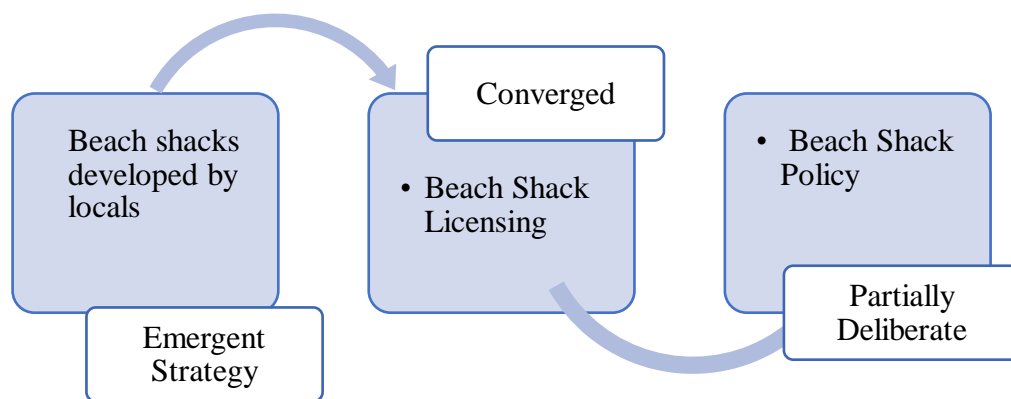 Beach shacks
developed by
locals
Emergent
Strategy
Converged
• Beach Shack
Licensing
• Beach Shack
Policy
Partially
Deliberate